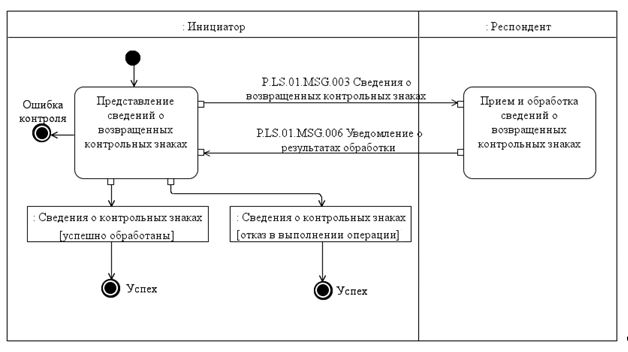 : Инициатор
: Респондент
Р.LS.01.MSG.003 Сведения о
возвращенных контрольных знаках
Ошибка
контроля
Представление
сведений о
возвращенных
контрольных знаках
Прием и обработка
сведений о
возвращенных
контрольных знаках
Р.LS.01.MSG.006 Уведомление о
результатах обработки
: Сведения о контрольных знаках
[успешно обработаны]
: Сведения о контрольных знаках
[отказ в выполнении операции]
Успех
Успех